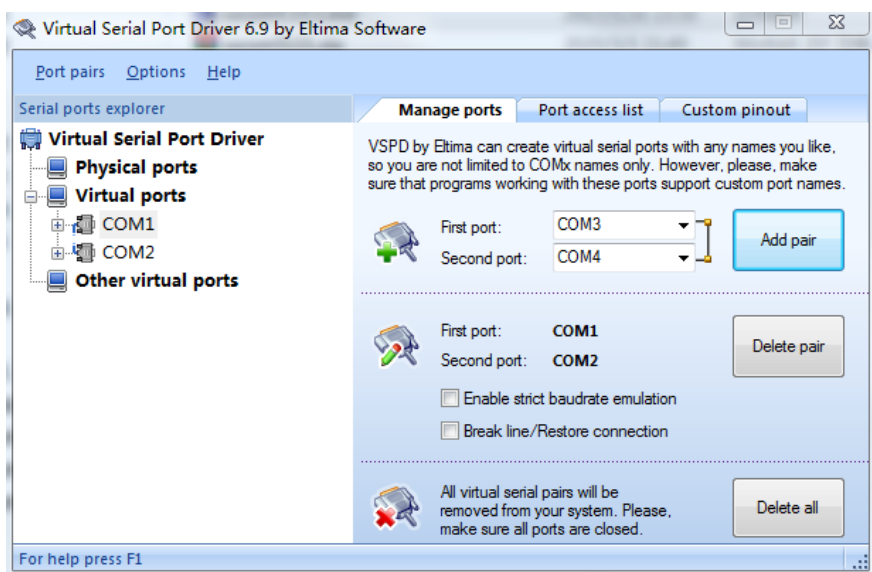 Virtual Serial Port Driver 6.9 by Eltima Software
Port pairs Options Help
Serial ports explorer
Virtual Serial Port Driver
Physical ports
Virtual ports
COM1
COM2
Other virtual ports
Manage ports Port access list Custom pinout
VSPD by Eltima can create virtual serial ports with any names you like,
so you are not limited to COMx names only. However, please, make
sure that programs working with these ports support custom port names.
First port: COM3
Second port: COM4
Add pair
First port: COM1
Second port: COM2
Delete pair
Enable strict baudrate emulation
Break line/Restore connection
All virtual serial pairs will be
removed from your system. Please,
make sure all ports are closed.
Delete all
For help press F1